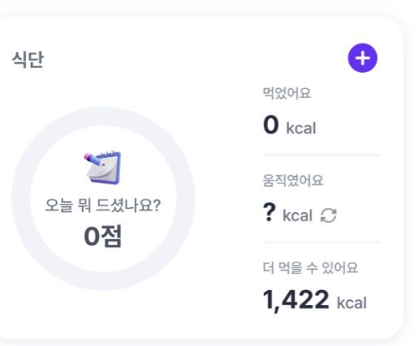 식단
먹었어요
0 kcal
오늘 뭐 드셨나요?
0점
움직였어요
? kcal
더 먹을 수 있어요
1,422 kcal